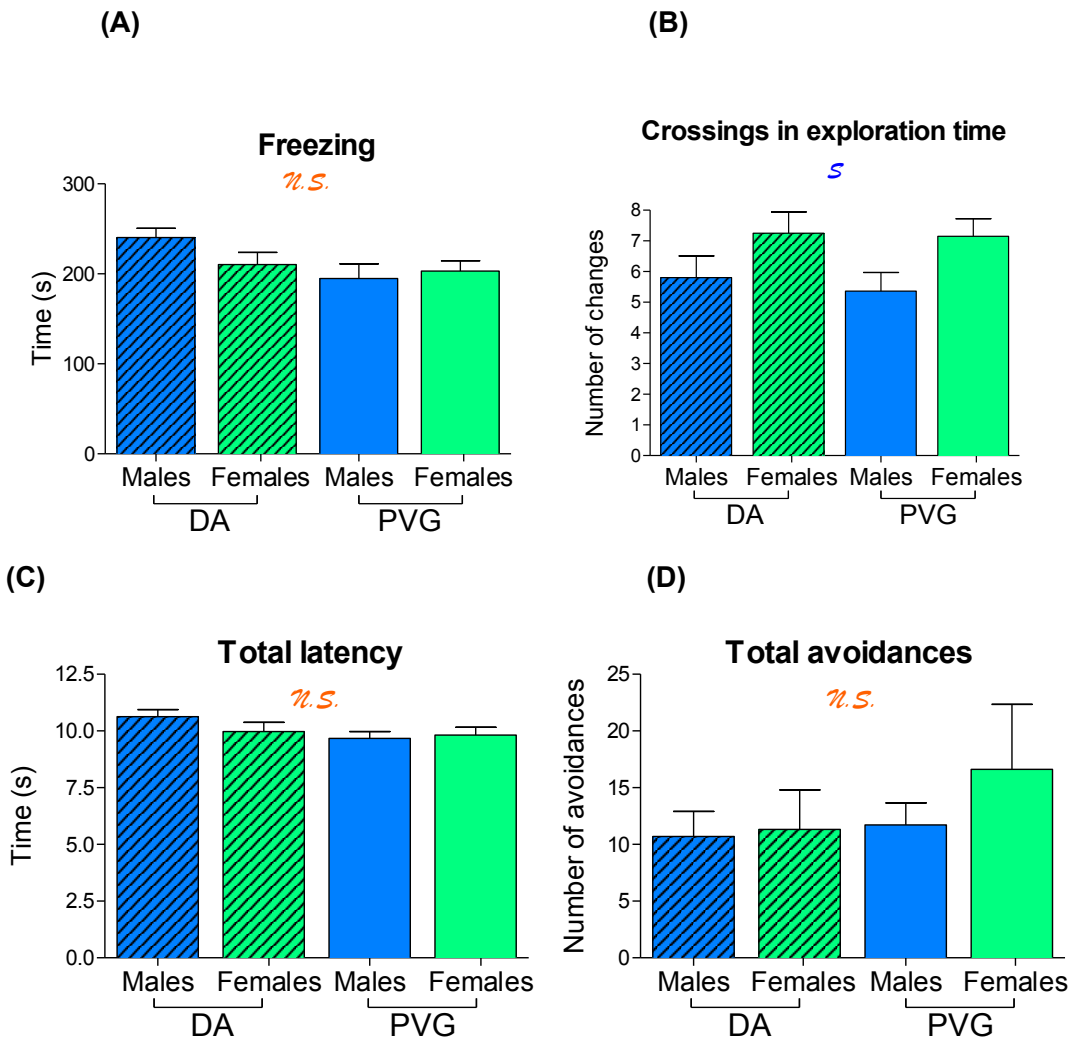 (A)
Freezing
N.S.
300
200
100
0
Time (s)
Males Females Males Females
DA PVG
(B)
Crossings in exploration time
S
8
7
6
5
4
3
2
1
0
Number of changes
Males Females Males Females
DA PVG
(C)
Total latency
N.S.
12.5
10.0
7.5
5.0
2.5
0.0
Time (s)
Males Females Males Females
DA PVG
(D)
Total avoidances
N.S.
25
20
15
10
5
0
Number of avoidances
Males Females Males Females
DA PVG